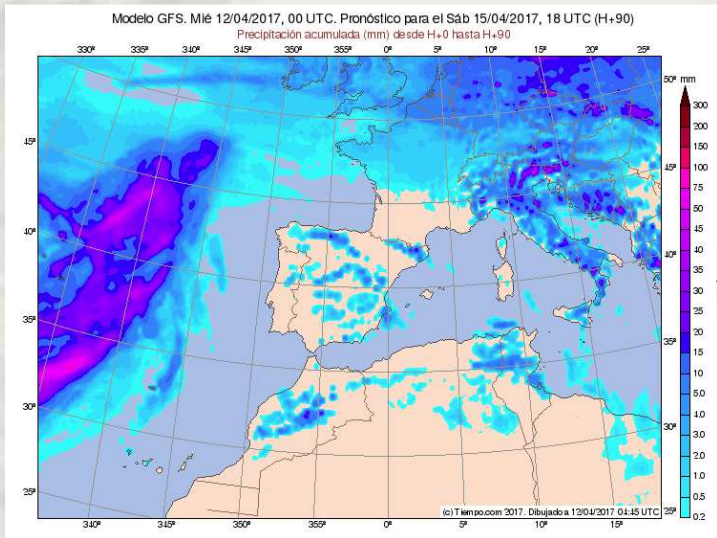 Modelo GFS. Mié 12/04/2017, 00 UTC. Pronóstico para el Sáb 15/04/2017, 18 UTC (H+90)
Precipitación acumulada (mm) desde H+0 hasta H+90
330º 335º 340º 345º 350º 355º 0º 5º 10º 15º 20º 25º
50º
45º
40º
35º
30º
25º
45º
40º
35º
30º
25º
mm
300
200
150
100
75
50
45
40
35
30
25
20
15
10
5.0
4.0
3.0
2.0
1.0
0.5
0.2
(c) Tiempo.com 2017. Dibujado a 12/04/2017 04:45 UTC
340º 345º 350º 355º 0º 5º 10º 15º